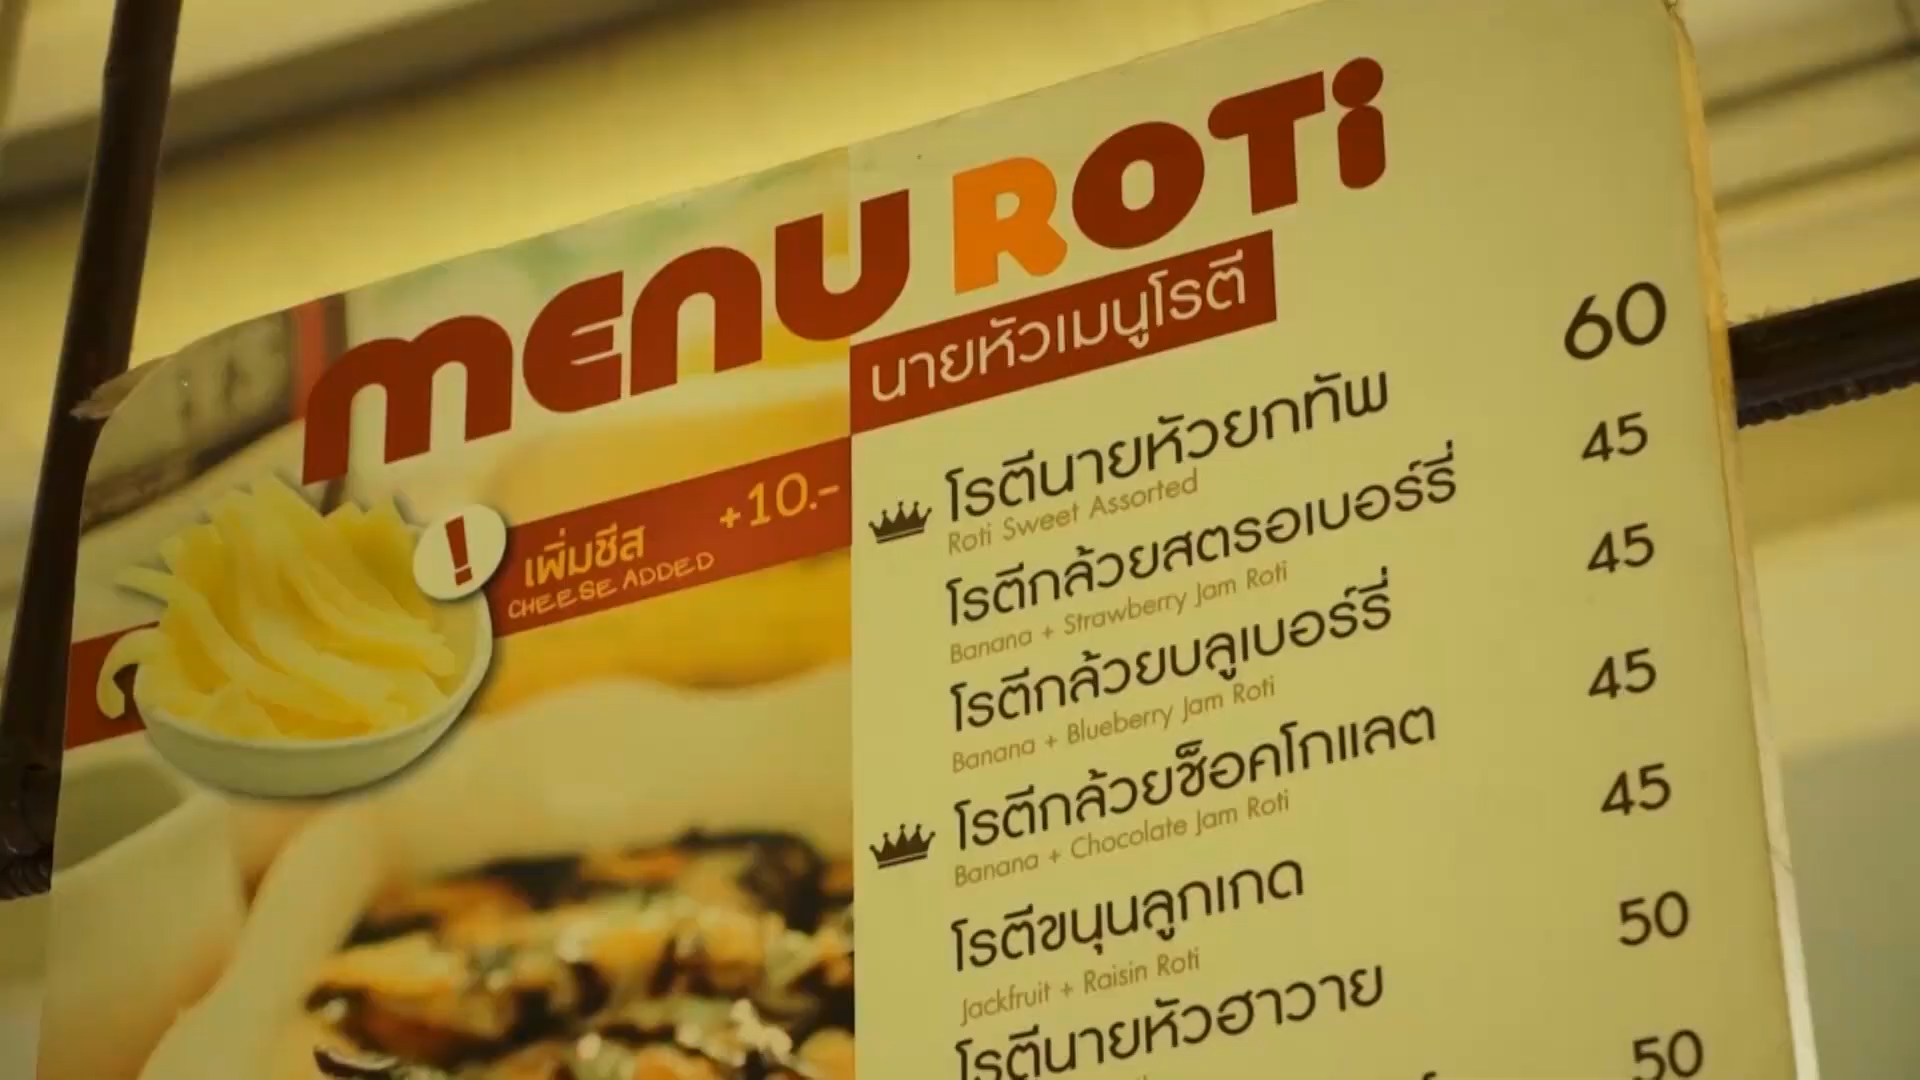 MENU ROTi
นายหัวเมนูโรตี
! เพิ่มชีส +10.-
CHEESE ADDED
โรตีนายหัวยกทัพ 60
Roti Sweet Assorted
โรตีกล้วยสตรอเบอร์รี่ 45
Banana + Strawberry Jam Roti
โรตีกล้วยบลูเบอร์รี่ 45
Banana + Blueberry Jam Roti
โรตีกล้วยช็อคโกแลต 45
Banana + Chocolate Jam Roti
โรตีขนุนลูกเกด 45
Jackfruit + Raisin Roti
โรตีนายหัวฮาวาย 50
50